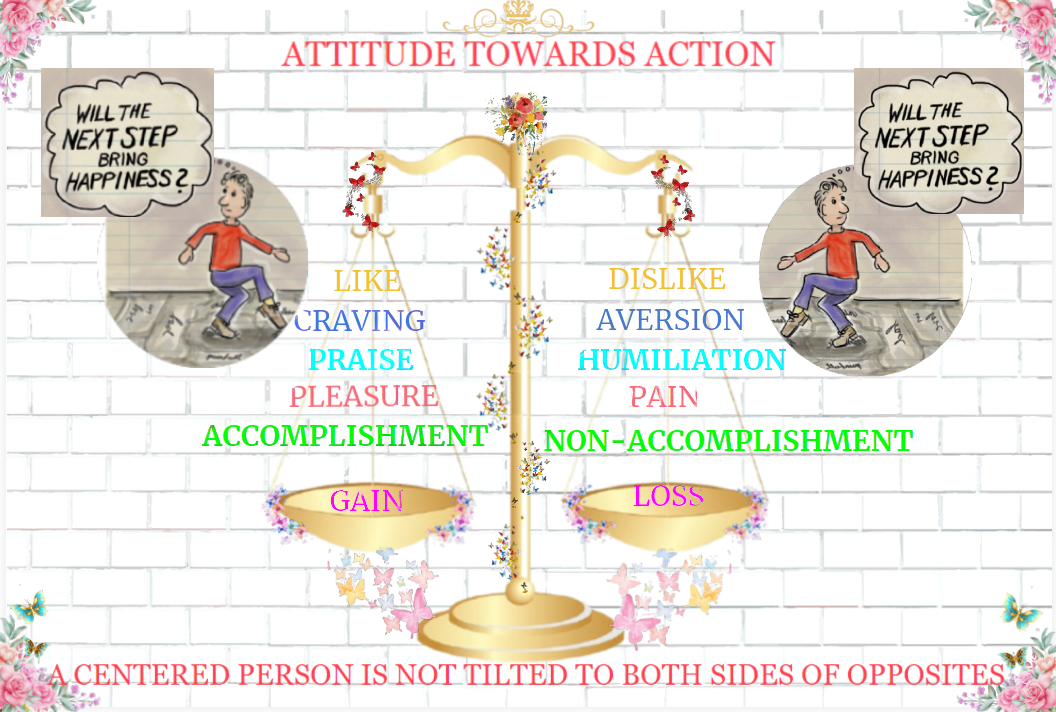 ATTITUDE TOWARDS ACTION
WILL THE
NEXT STEP
BRING
HAPPINESS?
WILL THE
NEXT STEP
BRING
HAPPINESS?
LIKE
CRAVING
PRAISE
PLEASURE
ACCOMPLISHMENT
GAIN
DISLIKE
AVERSION
HUMILIATION
PAIN
NON-ACCOMPLISHMENT
LOSS
A CENTERED PERSON IS NOT TILTED TO BOTH SIDES OF OPPOSITES